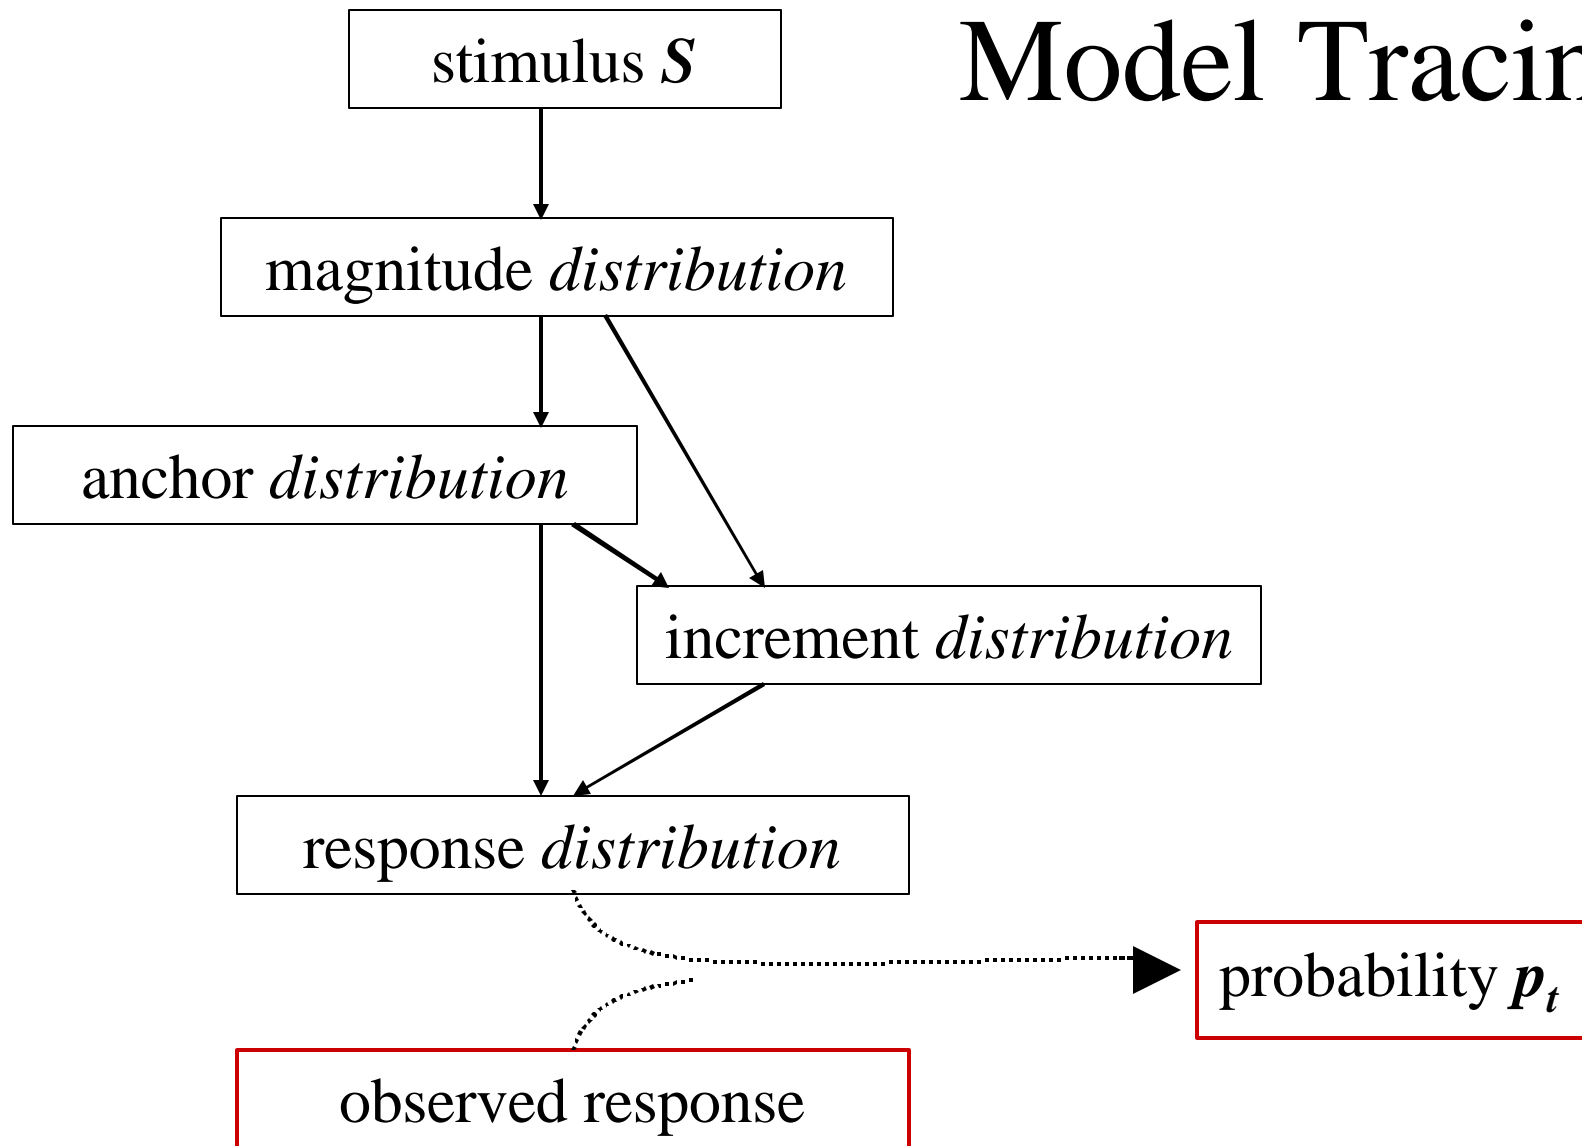 Model Tracin
stimulus S
magnitude distribution
anchor distribution
increment distribution
response distribution
probability pt
observed response